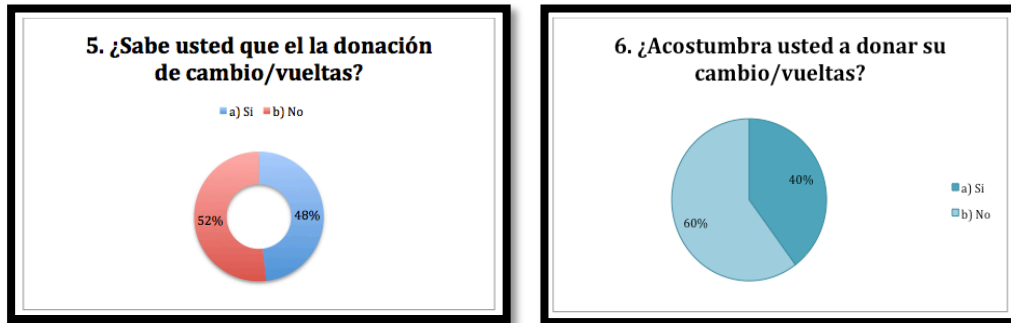 5. ¿Sabe usted que el la donación
de cambio/vueltas?
a) Si b) No
52%
48%
6. ¿Acostumbra usted a donar su
cambio/vueltas?
40%
60%
a) Si
b) No